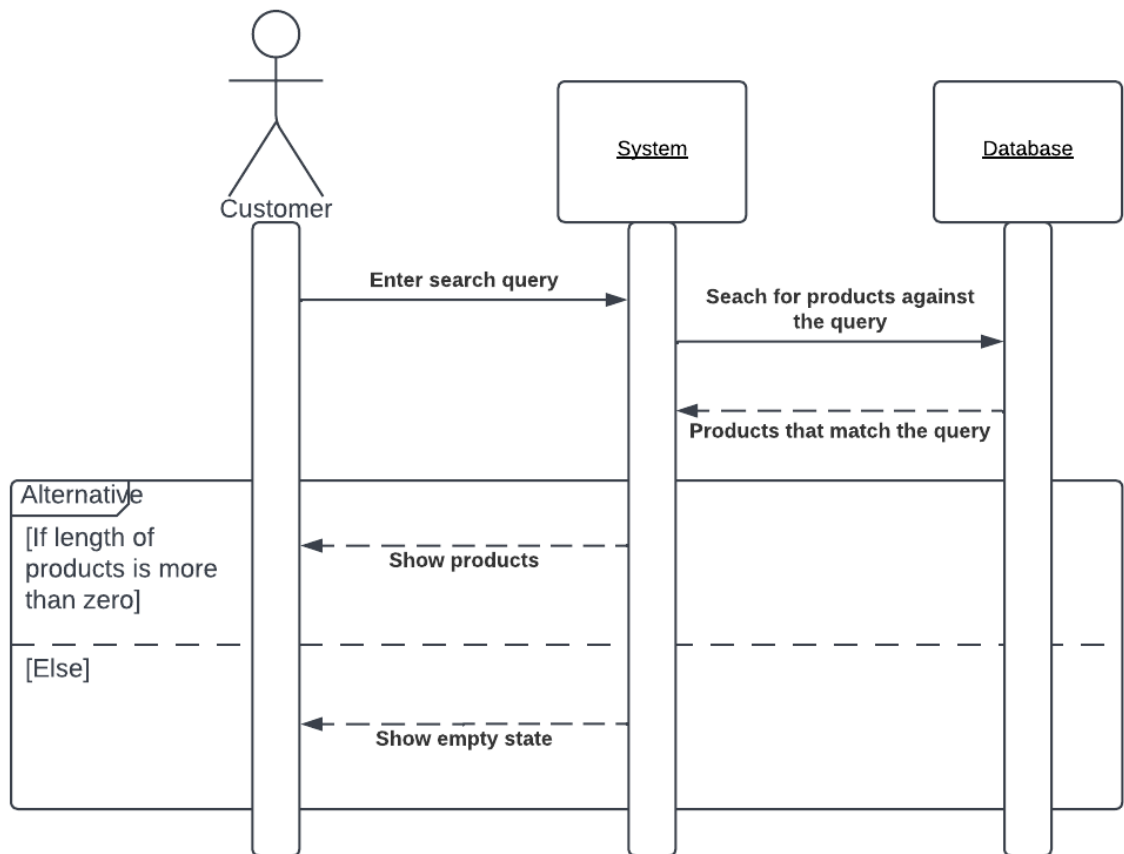 Customer
System
Database
Enter search query
Seach for products against
the query
Products that match the query
Alternative
[If length of
products is more
than zero]
Show products
[Else]
Show empty state